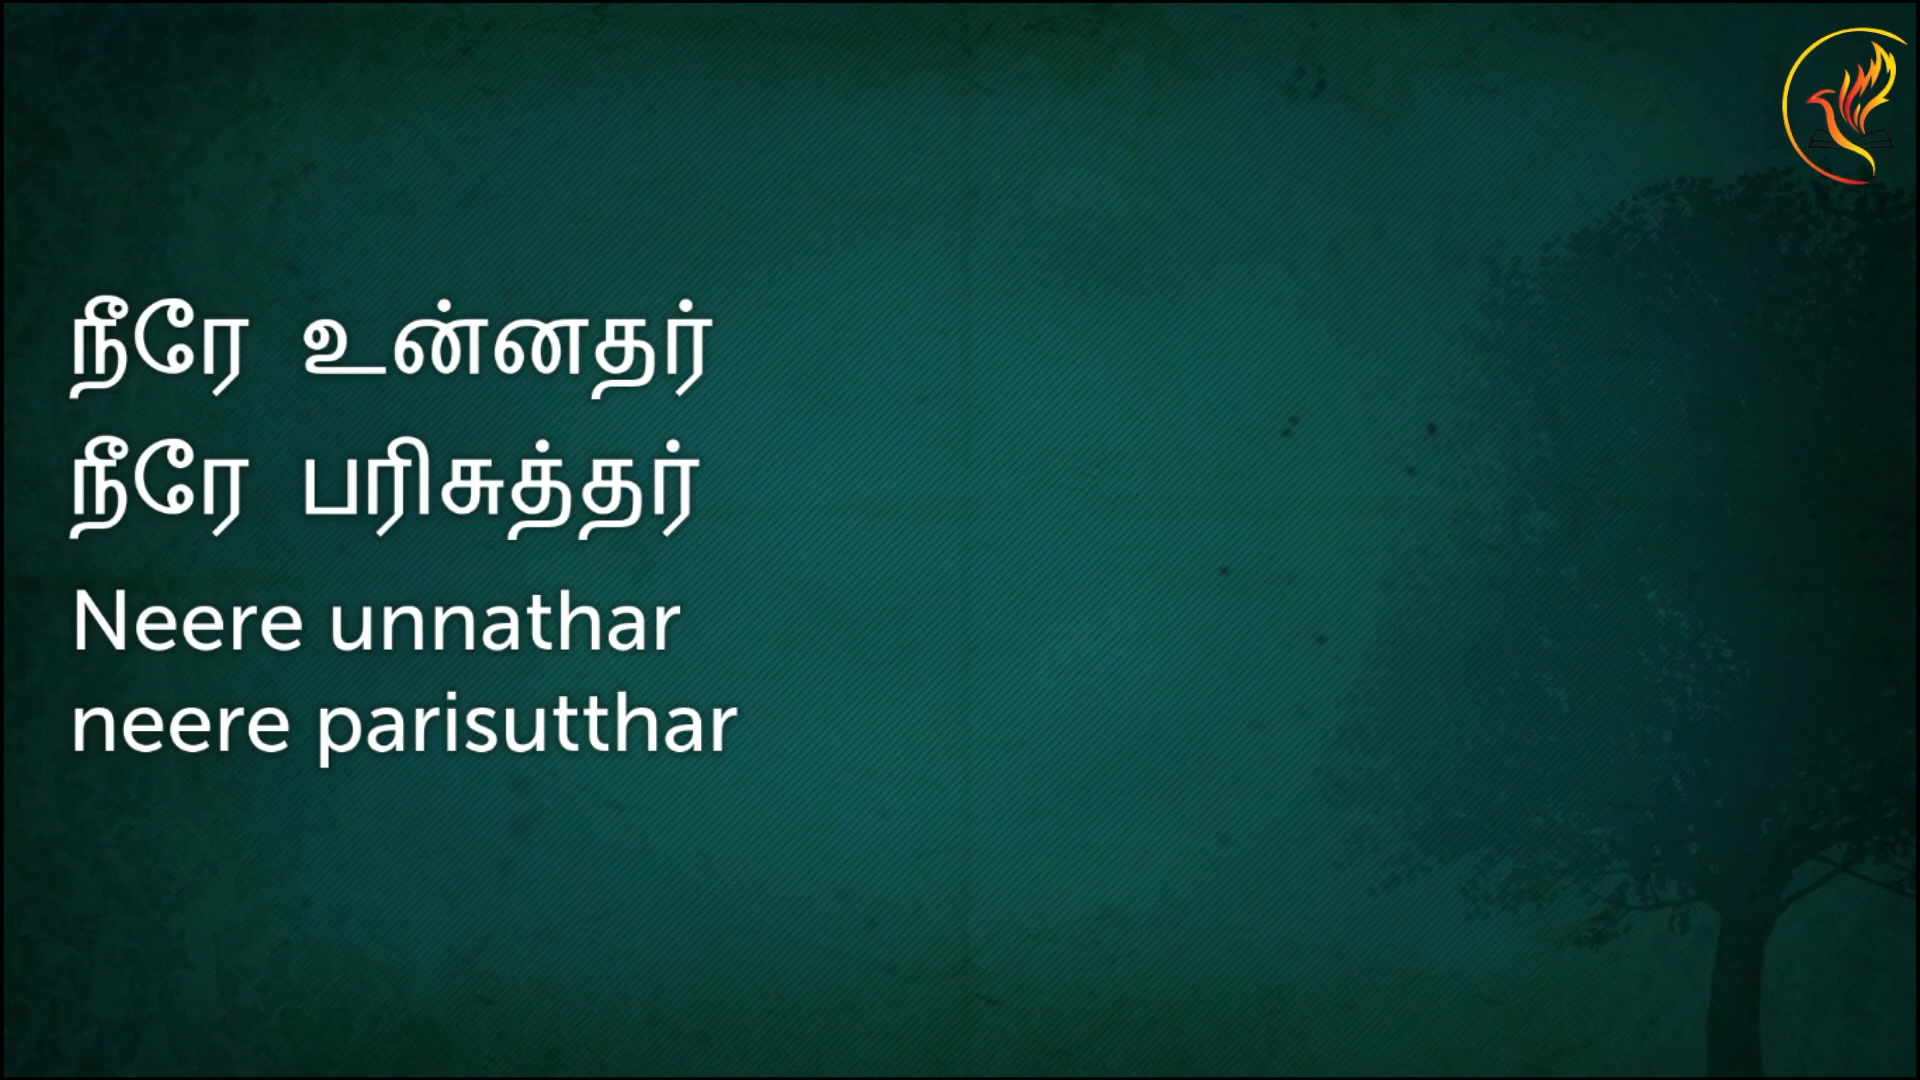 நீரே உன்னதர்
நீரே பரிசுத்தர்
Neere unnathar
neere parisutthar